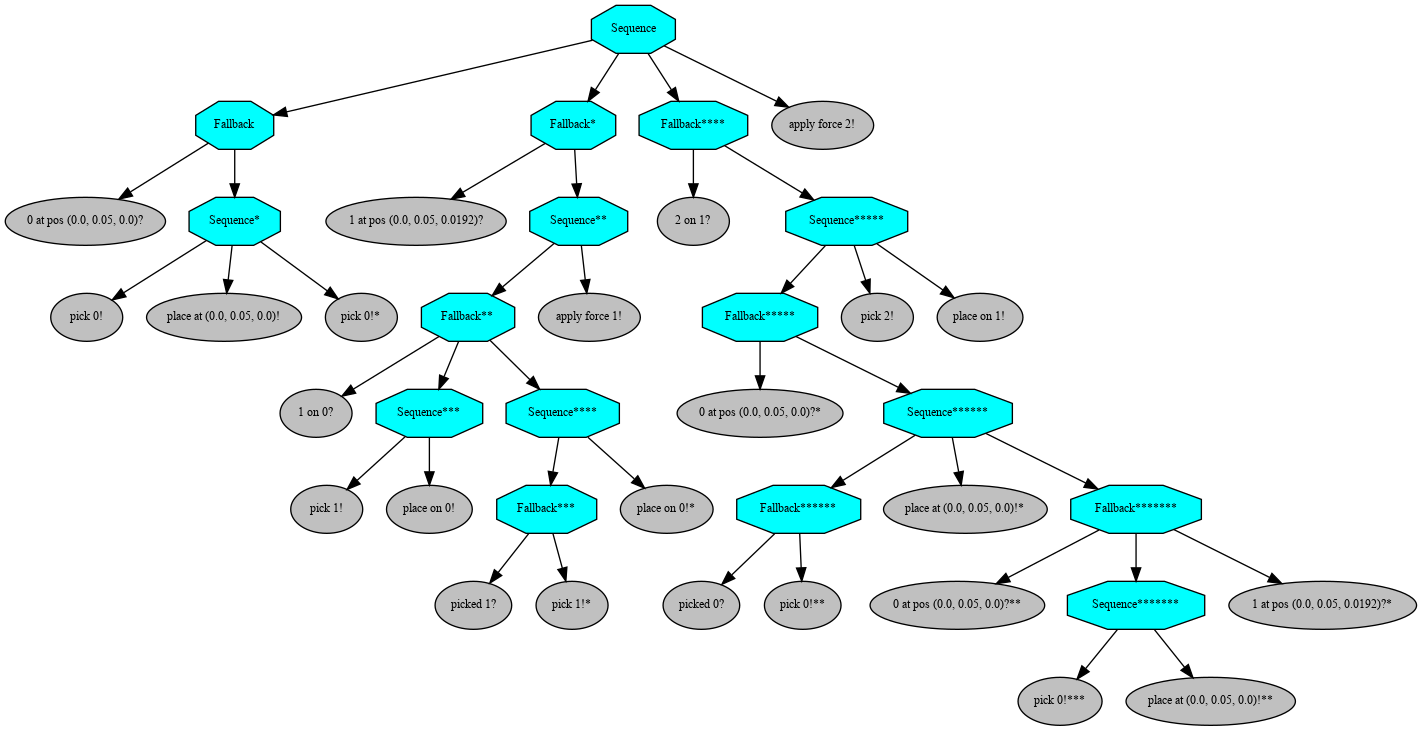 Sequence
Fallback
Fallback*
Fallback****
apply force 2!
0 at pos (0.0, 0.05, 0.0)?
Sequence*
1 at pos (0.0, 0.05, 0.0192)?
Sequence**
2 on 1?
Sequence*****
pick 0!
place at (0.0, 0.05, 0.0)!
pick 0!*
Fallback**
apply force 1!
Fallback*****
pick 2!
place on 1!
1 on 0?
Sequence***
Sequence****
0 at pos (0.0, 0.05, 0.0)?*
Sequence******
pick 1!
place on 0!
Fallback***
place on 0!*
Fallback******
place at (0.0, 0.05, 0.0)!*
Fallback*******
picked 1?
pick 1!*
picked 0?
pick 0!**
0 at pos (0.0, 0.05, 0.0)?**
Sequence*******
1 at pos (0.0, 0.05, 0.0192)?*
pick 0!***
place at (0.0, 0.05, 0.0)!**